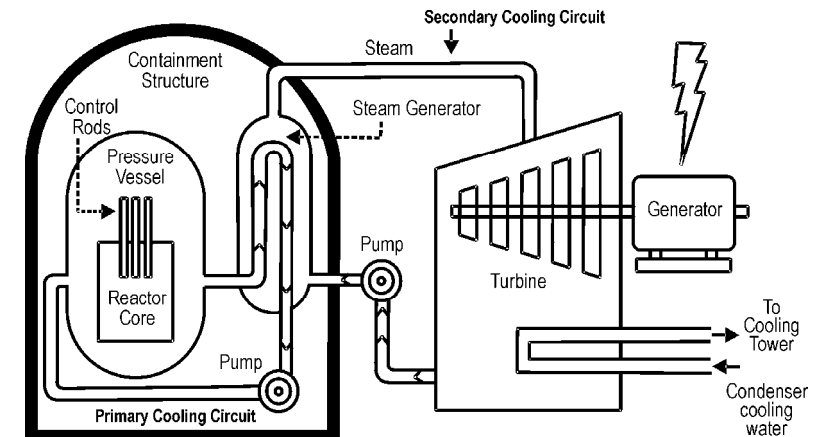 Secondary Cooling Circuit
Steam
Containment
Structure
Control
Rods
Steam Generator
Pressure
Vessel
Generator
Pump
Turbine
Reactor
Core
To
Cooling
Tower
Pump
Condenser
cooling
water
Primary Cooling Circuit